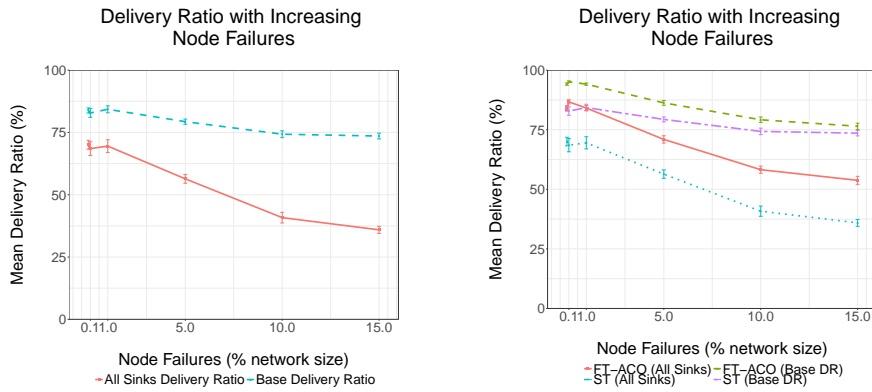 Delivery Ratio with Increasing
Node Failures
100
75
50
25
0
0.11.0
5.0
10.0
15.0
Mean Delivery Ratio (%)
Node Failures (% network size)
All Sinks Delivery Ratio
Base Delivery Ratio
Delivery Ratio with Increasing
Node Failures
100
75
50
25
0
0.11.0
5.0
10.0
15.0
Mean Delivery Ratio (%)
Node Failures (% network size)
FT−ACO (All Sinks)
FT−ACO (Base DR)
ST (All Sinks)
ST (Base DR)